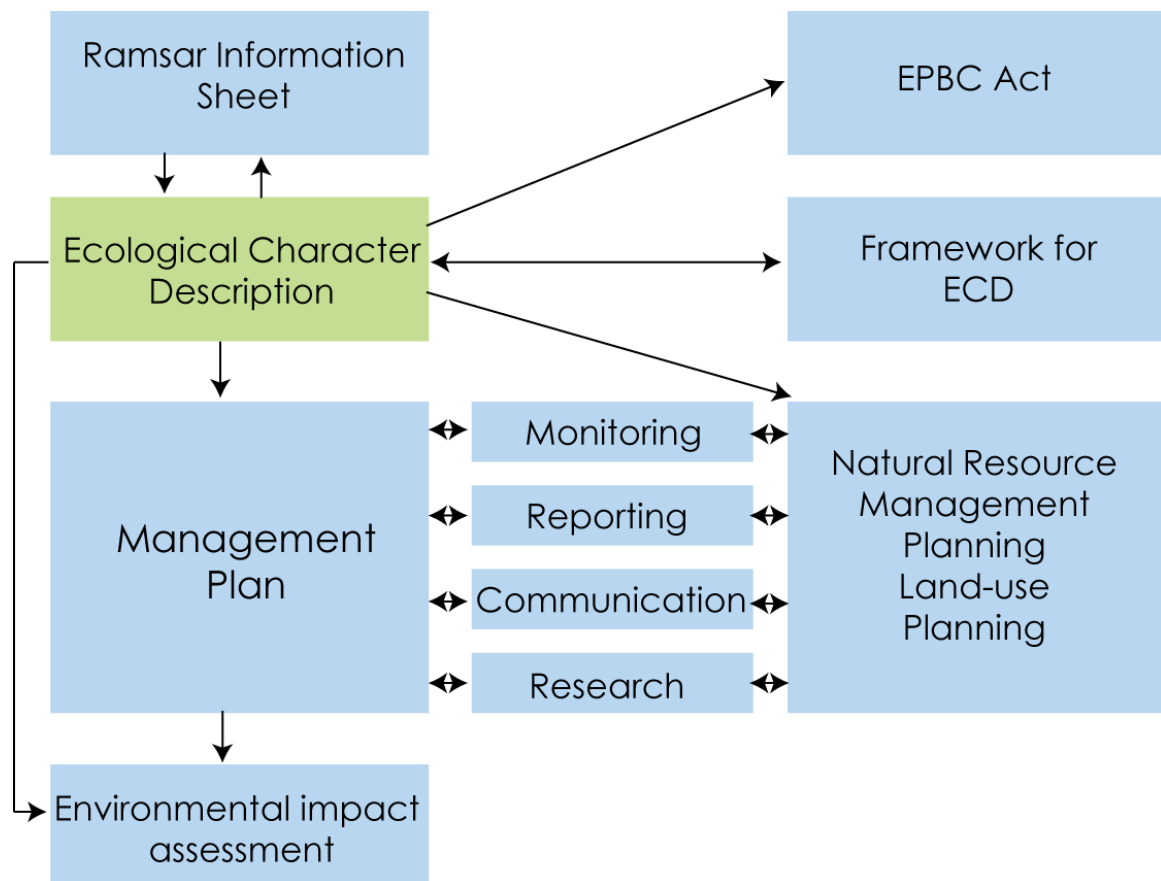 Ramsar Information
Sheet
EPBC Act
Ecological Character
Description
Framework for
ECD
Management
Plan
Monitoring
Reporting
Communication
Research
Natural Resource
Management
Planning
Land-use
Planning
Environmental impact
assessment